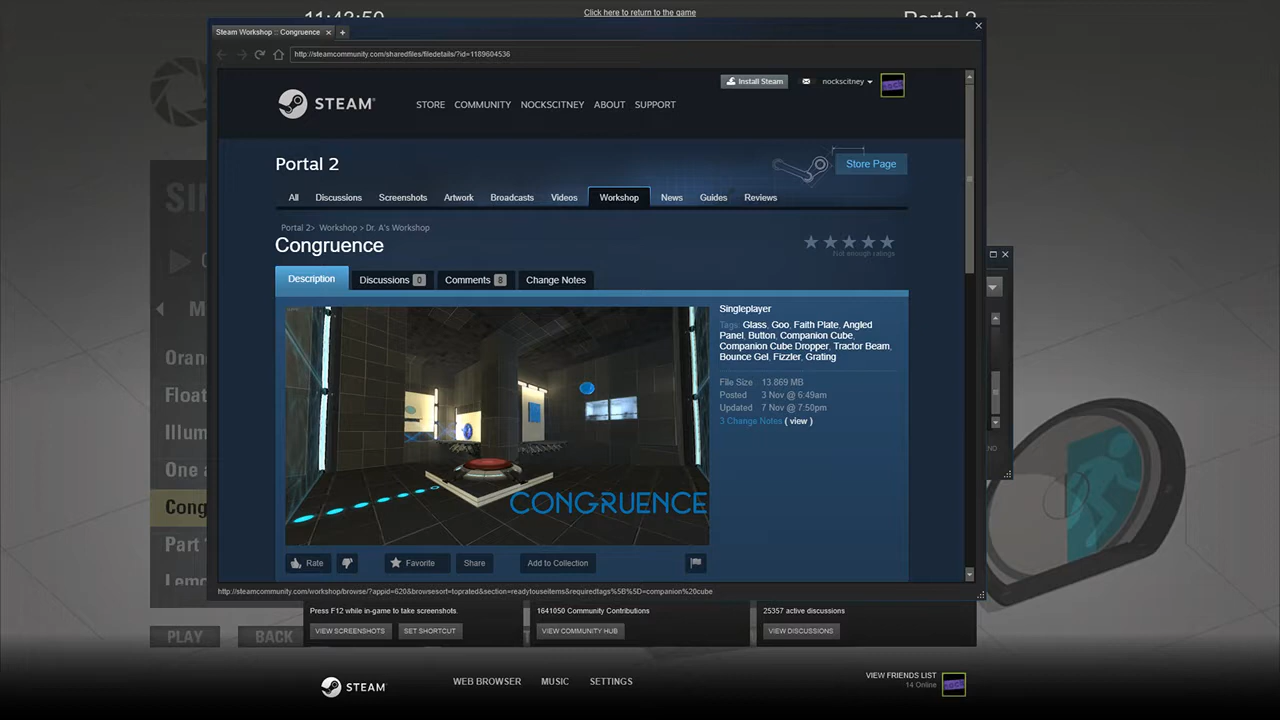 11:43:50
Click here to return to the game
Portal 2
Steam Workshop :: Congruence
http://steamcommunity.com/sharedfiles/filedetails/?id=1189604536
Install Steam
nockscitney
STEAM
STORE
COMMUNITY
NOCKSCITNEY
ABOUT
SUPPORT
Portal 2
Store Page
All
Discussions
Screenshots
Artwork
Broadcasts
Videos
Workshop
News
Guides
Reviews
Portal 2> Workshop > Dr. A's Workshop
Congruence
Not enough ratings
Description
Discussions 0
Comments 8
Change Notes
CONGRUENCE
Singleplayer
Tags: Glass, Goo, Faith Plate, Angled
Panel, Button, Companion Cube,
Companion Cube Dropper, Tractor Beam,
Bounce Gel, Fizzler, Grating
File Size 13.869 MB
Posted 3 Nov @ 6:49am
Updated 7 Nov @ 7:50pm
3 Change Notes ( view )
Rate
Favorite
Share
Add to Collection
http://steamcommunity.com/workshop/browse/?appid=620&browsesort=toprated&section=readytouseitems&requiredtags%5B%5D=companion%20cube
SIN
M
Oran
Float
Illum
One a
Cong
Part
Lemo
PLAY
BACK
Press F12 while in-game to take screenshots.
VIEW SCREENSHOTS
SET SHORTCUT
1641050 Community Contributions
VIEW COMMUNITY HUB
25357 active discussions
VIEW DISCUSSIONS
STEAM
WEB BROWSER
MUSIC
SETTINGS
VIEW FRIENDS LIST
14 Online